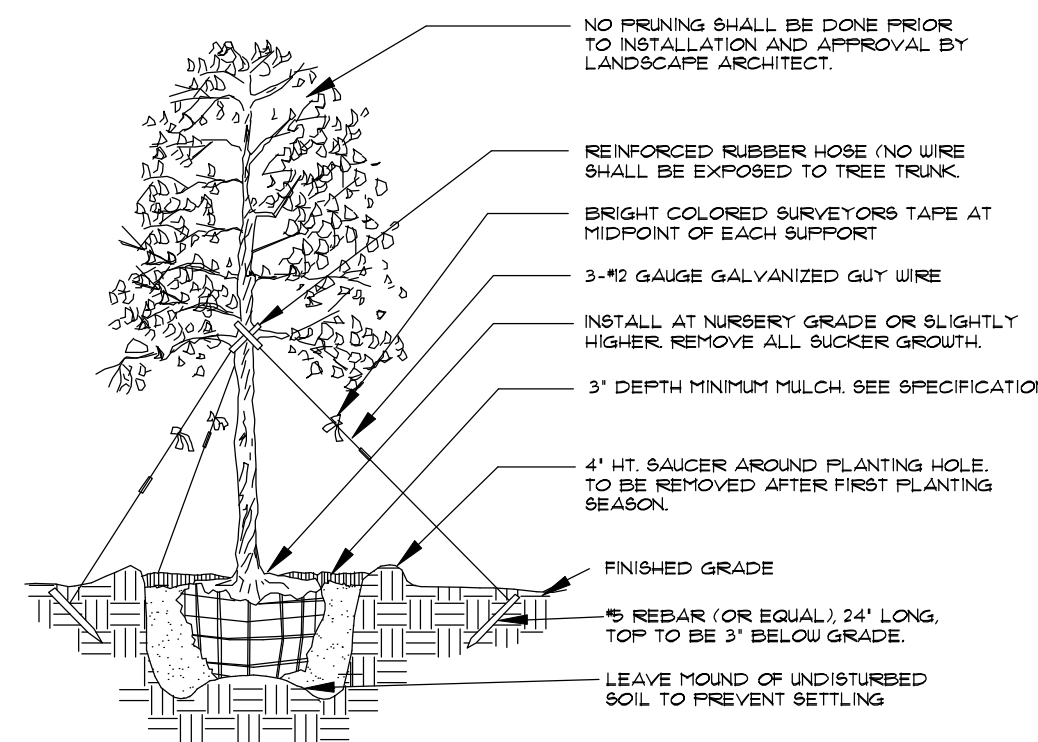 NO PRUNING SHALL BE DONE PRIOR
TO INSTALLATION AND APPROVAL BY
LANDSCAPE ARCHITECT.
REINFORCED RUBBER HOSE (NO WIRE
SHALL BE EXPOSED TO TREE TRUNK.
BRIGHT COLORED SURVEYORS TAPE AT
MIDPOINT OF EACH SUPPORT
3-#12 GAUGE GALVANIZED GUY WIRE
INSTALL AT NURSERY GRADE OR SLIGHTLY
HIGHER. REMOVE ALL SUCKER GROWTH.
3" DEPTH MINIMUM MULCH. SEE SPECIFICATION
4" HT. SAUCER AROUND PLANTING HOLE.
TO BE REMOVED AFTER FIRST PLANTING
SEASON.
FINISHED GRADE
#5 REBAR (OR EQUAL), 24" LONG,
TOP TO BE 3" BELOW GRADE.
LEAVE MOUND OF UNDISTURBED
SOIL TO PREVENT SETTLING